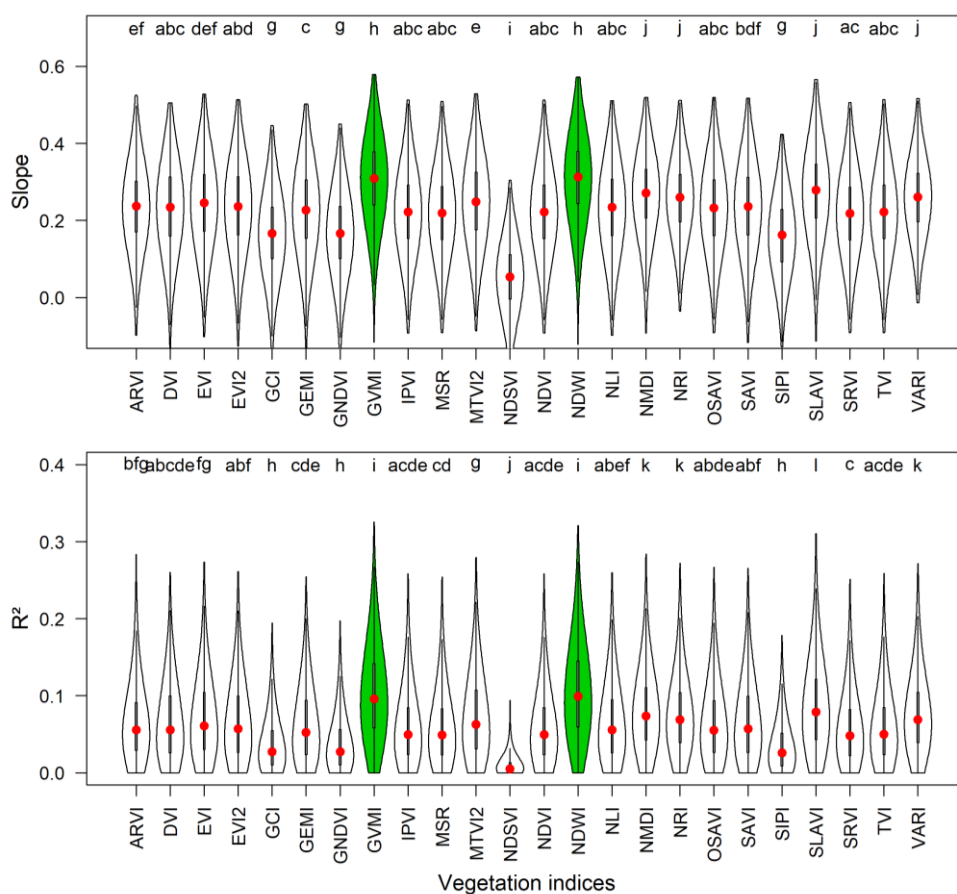 ef abc def abd g c g h abc abc e i abc h abc j j abc bdf g j ac abc j
0.6
0.4
0.2
0.0
Slope
ARVI DVI EVI EVI2 GCI GEMI GNDVI GVMI IPVI MSR MTVI2 NDSVI NDVI NDWI NLI NMDI NRI OSAVI SAVI SIPI SLAVI SRVI TVI VARI
bfg abcde fg abf h cde h i acde cd g j acde i abef k k abde abf h l c acde k
0.4
0.3
0.2
0.1
0.0
R²
ARVI DVI EVI EVI2 GCI GEMI GNDVI GVMI IPVI MSR MTVI2 NDSVI NDVI NDWI NLI NMDI NRI OSAVI SAVI SIPI SLAVI SRVI TVI VARI
Vegetation indices